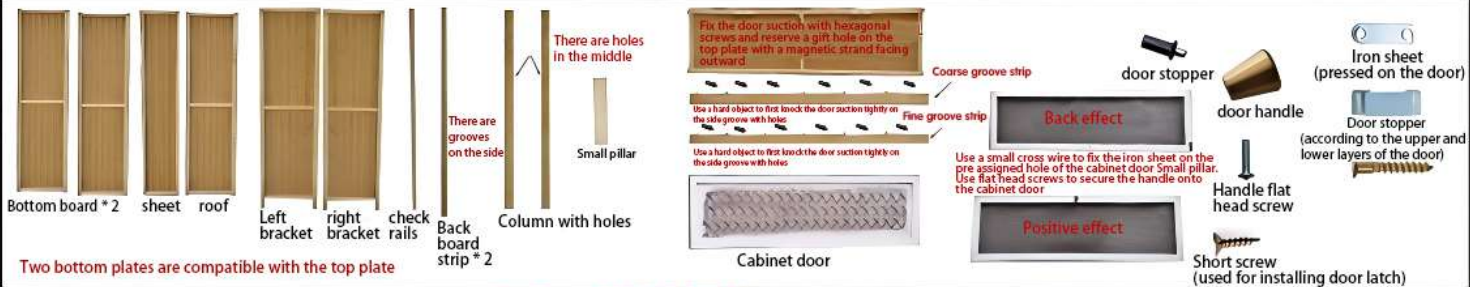 Bottom board * 2
sheet
roof
Left
bracket
right
bracket
check
rails
Back
board
strip * 2
There are
grooves
on the side
There are holes
in the middle
Small pillar
Column with holes
Two bottom plates are compatible with the top plate
Fix the door suction with hexagonal
screws and reserve a gift hole on the
top plate with a magnetic strand facing
outward
Coarse groove strip
Use a hard object to first knock the door suction tightly on
the side groove with holes
Fine groove strip
Use a hard object to first knock the door suction tightly on
the side groove with holes
Cabinet door
Back effect
Use a small cross wire to fix the iron sheet on the
pre assigned hole of the cabinet door Small pillar.
Use flat head screws to secure the handle onto
the cabinet door
Positive effect
door stopper
door handle
Handle flat
head screw
Short screw
(used for installing door latch)
Iron sheet
(pressed on the door)
Door stopper
(according to the upper and
lower layers of the door)